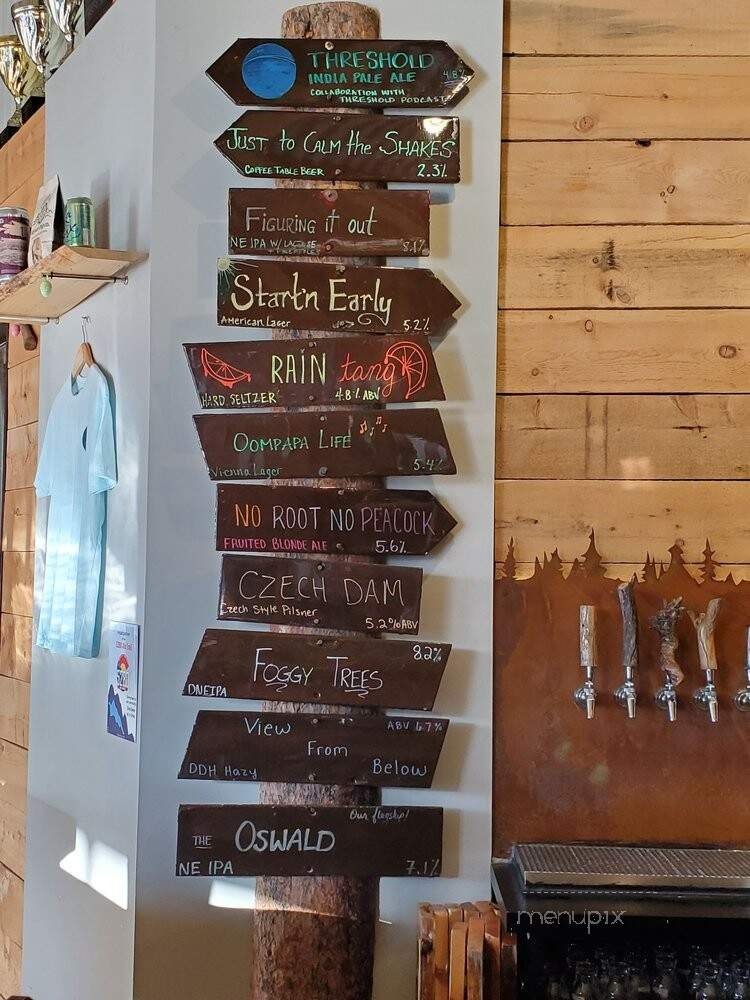 THRESHOLD
INDIA PALE ALE
4.8%
COLLABORATION WITH
THRESHOLD PODCAST
JUST to CALM the SHAKES
COFFEE TABLE BEER 2.3%
FIGURING it out
NE IPA W/
8.1%
Start'n Early
American Lager 5.2%
RAIN tang
HARD SELTZER 4.8% ABV
OOMPAPA LIFE
Vienna Lager 5.4%
NO ROOT NO PEACOCK
FRUITED BLONDE ALE 5.6%
CZECH DAM
Czech Style Pilsner
5.2% ABV
8.2%
FOGGY TREES
DNEIPA
View ABV 6.7%
From
DDH Hazy Below
Our flagship!
THE OSWALD
NE IPA 7.1%
menupix